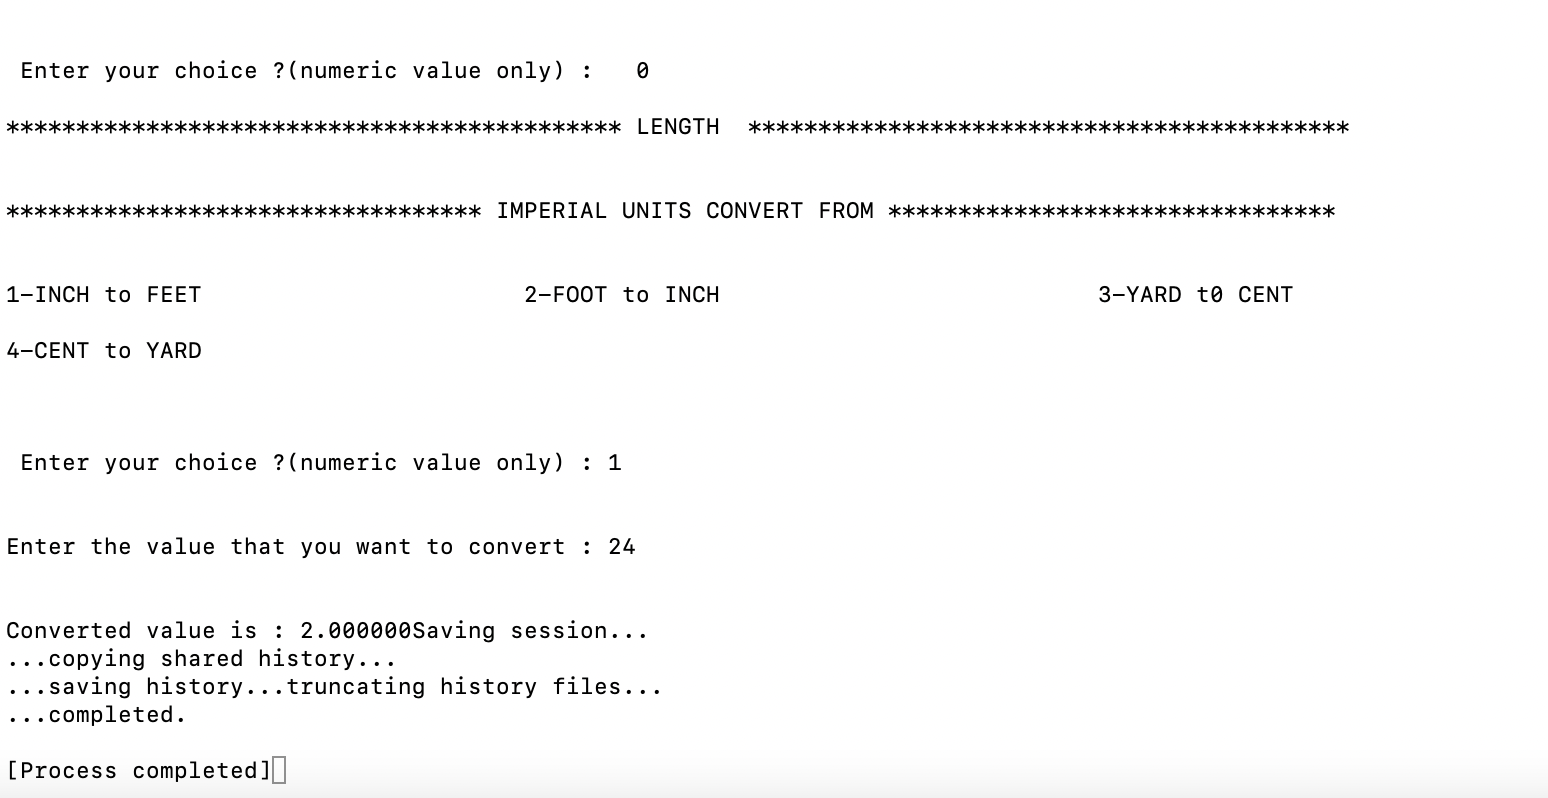 Enter your choice ?(numeric value only) :   0
******************************************** LENGTH  *******************************************
********************************** IMPERIAL UNITS CONVERT FROM ********************************
1-INCH to FEET                       2-FOOT to INCH                           3-YARD t0 CENT
4-CENT to YARD
Enter your choice ?(numeric value only) : 1
Enter the value that you want to convert : 24
Converted value is : 2.000000Saving session...
...copying shared history...
...saving history...truncating history files...
...completed.
[Process completed]